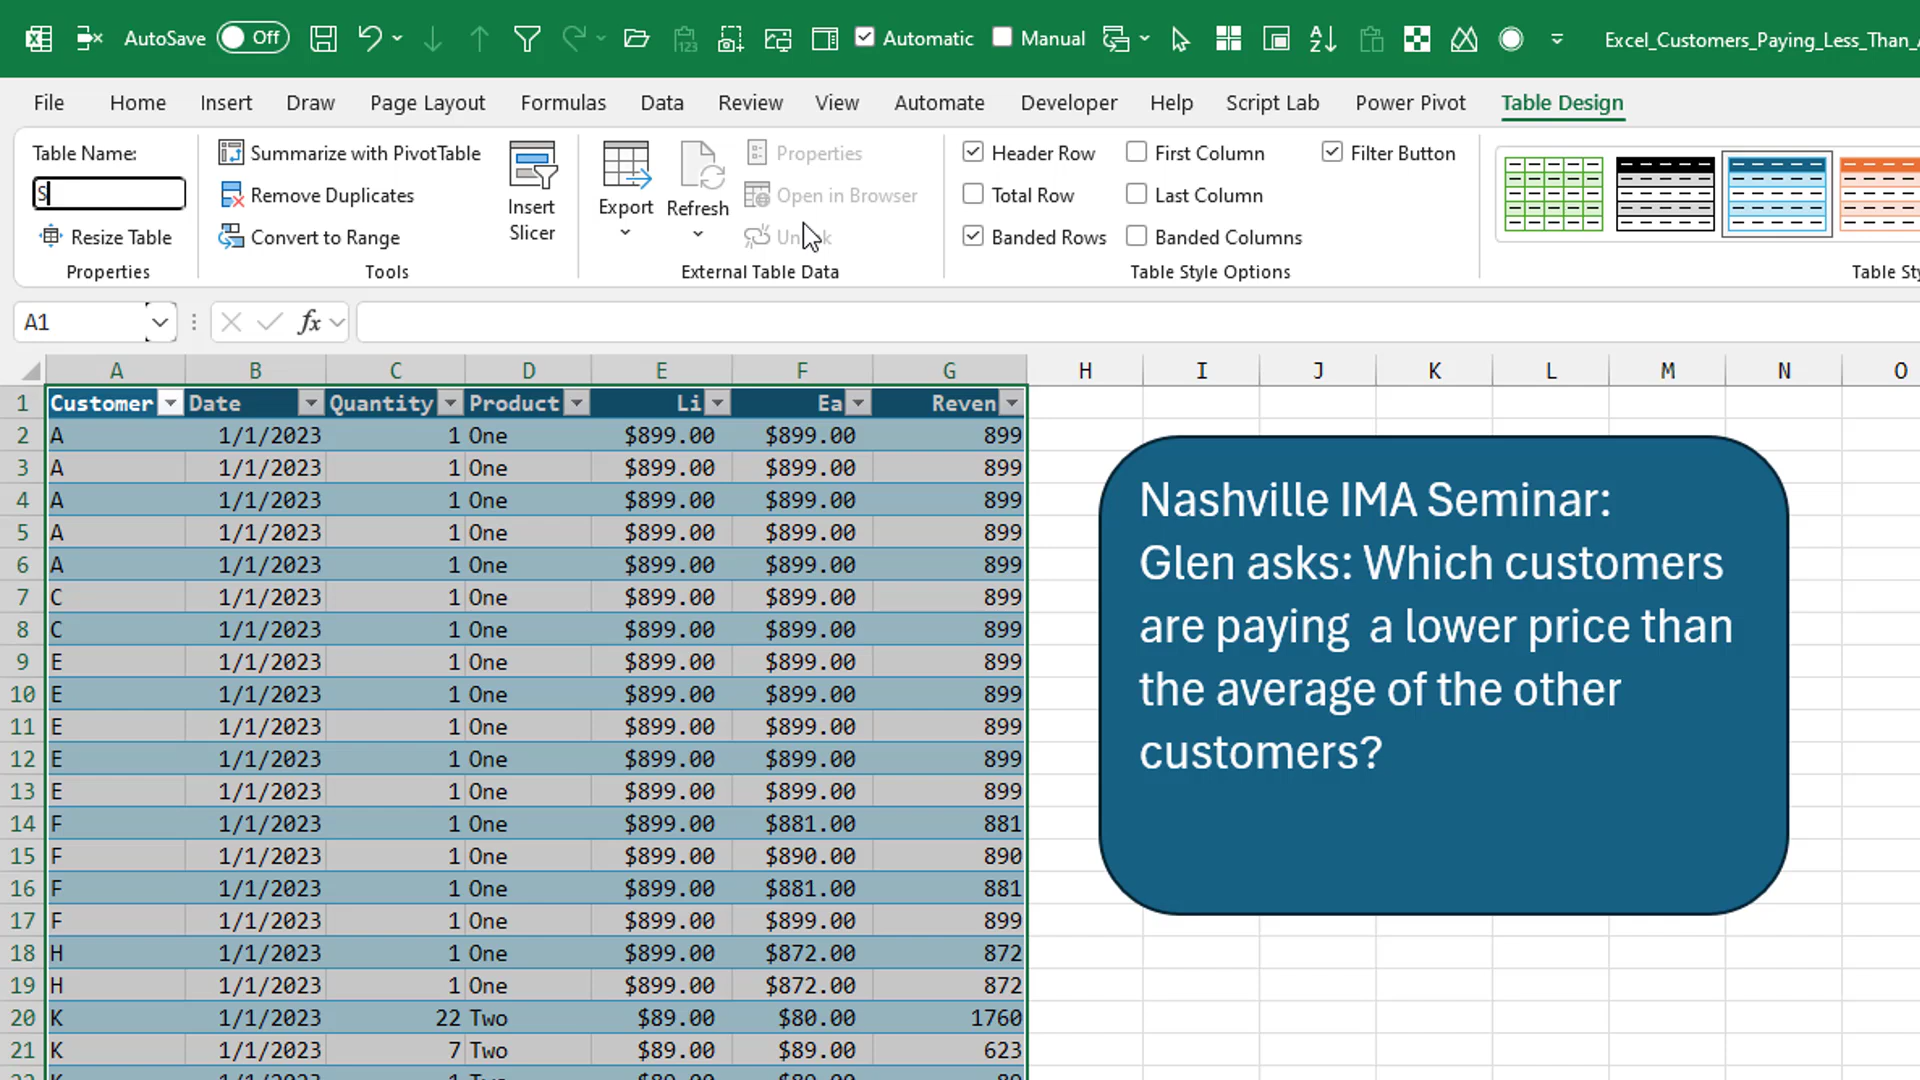 AutoSave Off Automatic Manual Excel_Customers_Paying_Less_Than_
File Home Insert Draw Page Layout Formulas Data Review View Automate Developer Help Script Lab Power Pivot Table Design
Table Name:
S
Resize Table
Properties
Summarize with PivotTable
Remove Duplicates
Convert to Range
Tools
Insert
Slicer
Export
Refresh
Properties
Open in Browser
External Table Data
Header Row First Column Filter Button
Total Row Last Column
Banded Rows Banded Columns
Table Style Options
Table Sty
A1 fx
A B C D E F G H I J K L M N O
1 Customer Date Quantity Product Li Ea Reven
2 A 1/1/2023 1 One $899.00 $899.00 899
3 A 1/1/2023 1 One $899.00 $899.00 899
4 A 1/1/2023 1 One $899.00 $899.00 899
5 A 1/1/2023 1 One $899.00 $899.00 899
6 A 1/1/2023 1 One $899.00 $899.00 899
7 C 1/1/2023 1 One $899.00 $899.00 899
8 C 1/1/2023 1 One $899.00 $899.00 899
9 E 1/1/2023 1 One $899.00 $899.00 899
10 E 1/1/2023 1 One $899.00 $899.00 899
11 E 1/1/2023 1 One $899.00 $899.00 899
12 E 1/1/2023 1 One $899.00 $899.00 899
13 E 1/1/2023 1 One $899.00 $899.00 899
14 F 1/1/2023 1 One $899.00 $881.00 881
15 F 1/1/2023 1 One $899.00 $890.00 890
16 F 1/1/2023 1 One $899.00 $881.00 881
17 F 1/1/2023 1 One $899.00 $899.00 899
18 H 1/1/2023 1 One $899.00 $872.00 872
19 H 1/1/2023 1 One $899.00 $872.00 872
20 K 1/1/2023 22 Two $89.00 $80.00 1760
21 K 1/1/2023 7 Two $89.00 $89.00 623
Nashville IMA Seminar:
Glen asks: Which customers
are paying a lower price than
the average of the other
customers?